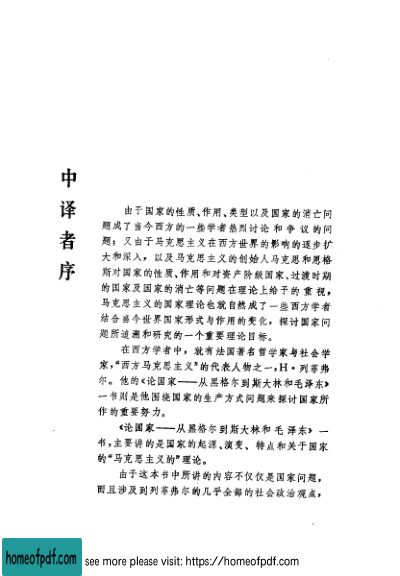 中译者序
由于国家的性质、作用、类型以及国家的消亡问
题成了当今西方的一些学者热烈讨论和争议的问
题；又由于马克思主义在西方世界的影响的逐步扩
大和深入，以及马克思主义的创始人马克思和恩格
斯对国家的性质、作用和对资产阶级国家、过渡时期
的国家及国家的消亡等问题在理论上给于的重视，
马克思主义的国家理论也就自然成了一些西方学者
结合当今世界国家形式与作用的变化，探讨国家问
题所追溯和研究的一个重要理论目标。
在西方学者中，就有法国著名哲学家与社会学
家，“西方马克思主义”的代表人物之一，H·列菲弗
尔。他的《论国家——从黑格尔到斯大林和毛泽东》
一书则是他围绕国家的生产方式问题来探讨国家所
作的重要努力。
《论国家——从黑格尔到斯大林和毛泽东》一
书，主要讲的是国家的起源、演变、特点和关于国家
的“马克思主义的”理论。
由于这本书中所讲的内容不仅仅是国家问题，
而且涉及到列菲弗尔的几乎全部的社会政治观点，
homeofpdf.com
see more please visit: https://homeofpdf.com